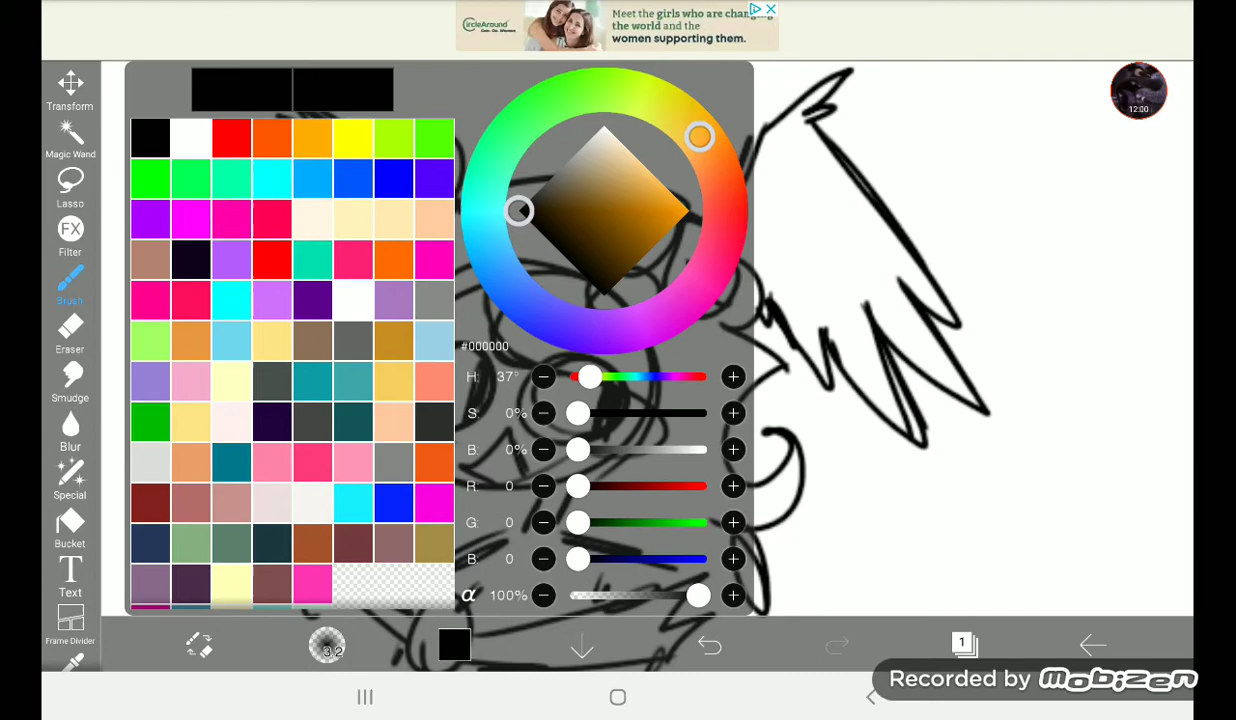 CircleAround
Meet the girls who are changing
the world and the
women supporting them.
Transform
Magic Wand
Lasso
FX
Filter
Brush
Eraser
Smudge
Blur
Special
Bucket
T
Text
Frame Divider
12:00
#000000
H: 37°
S: 0%
B: 0%
R: 0
G: 0
B: 0
α 100%
3.2
1
Recorded by mobizen